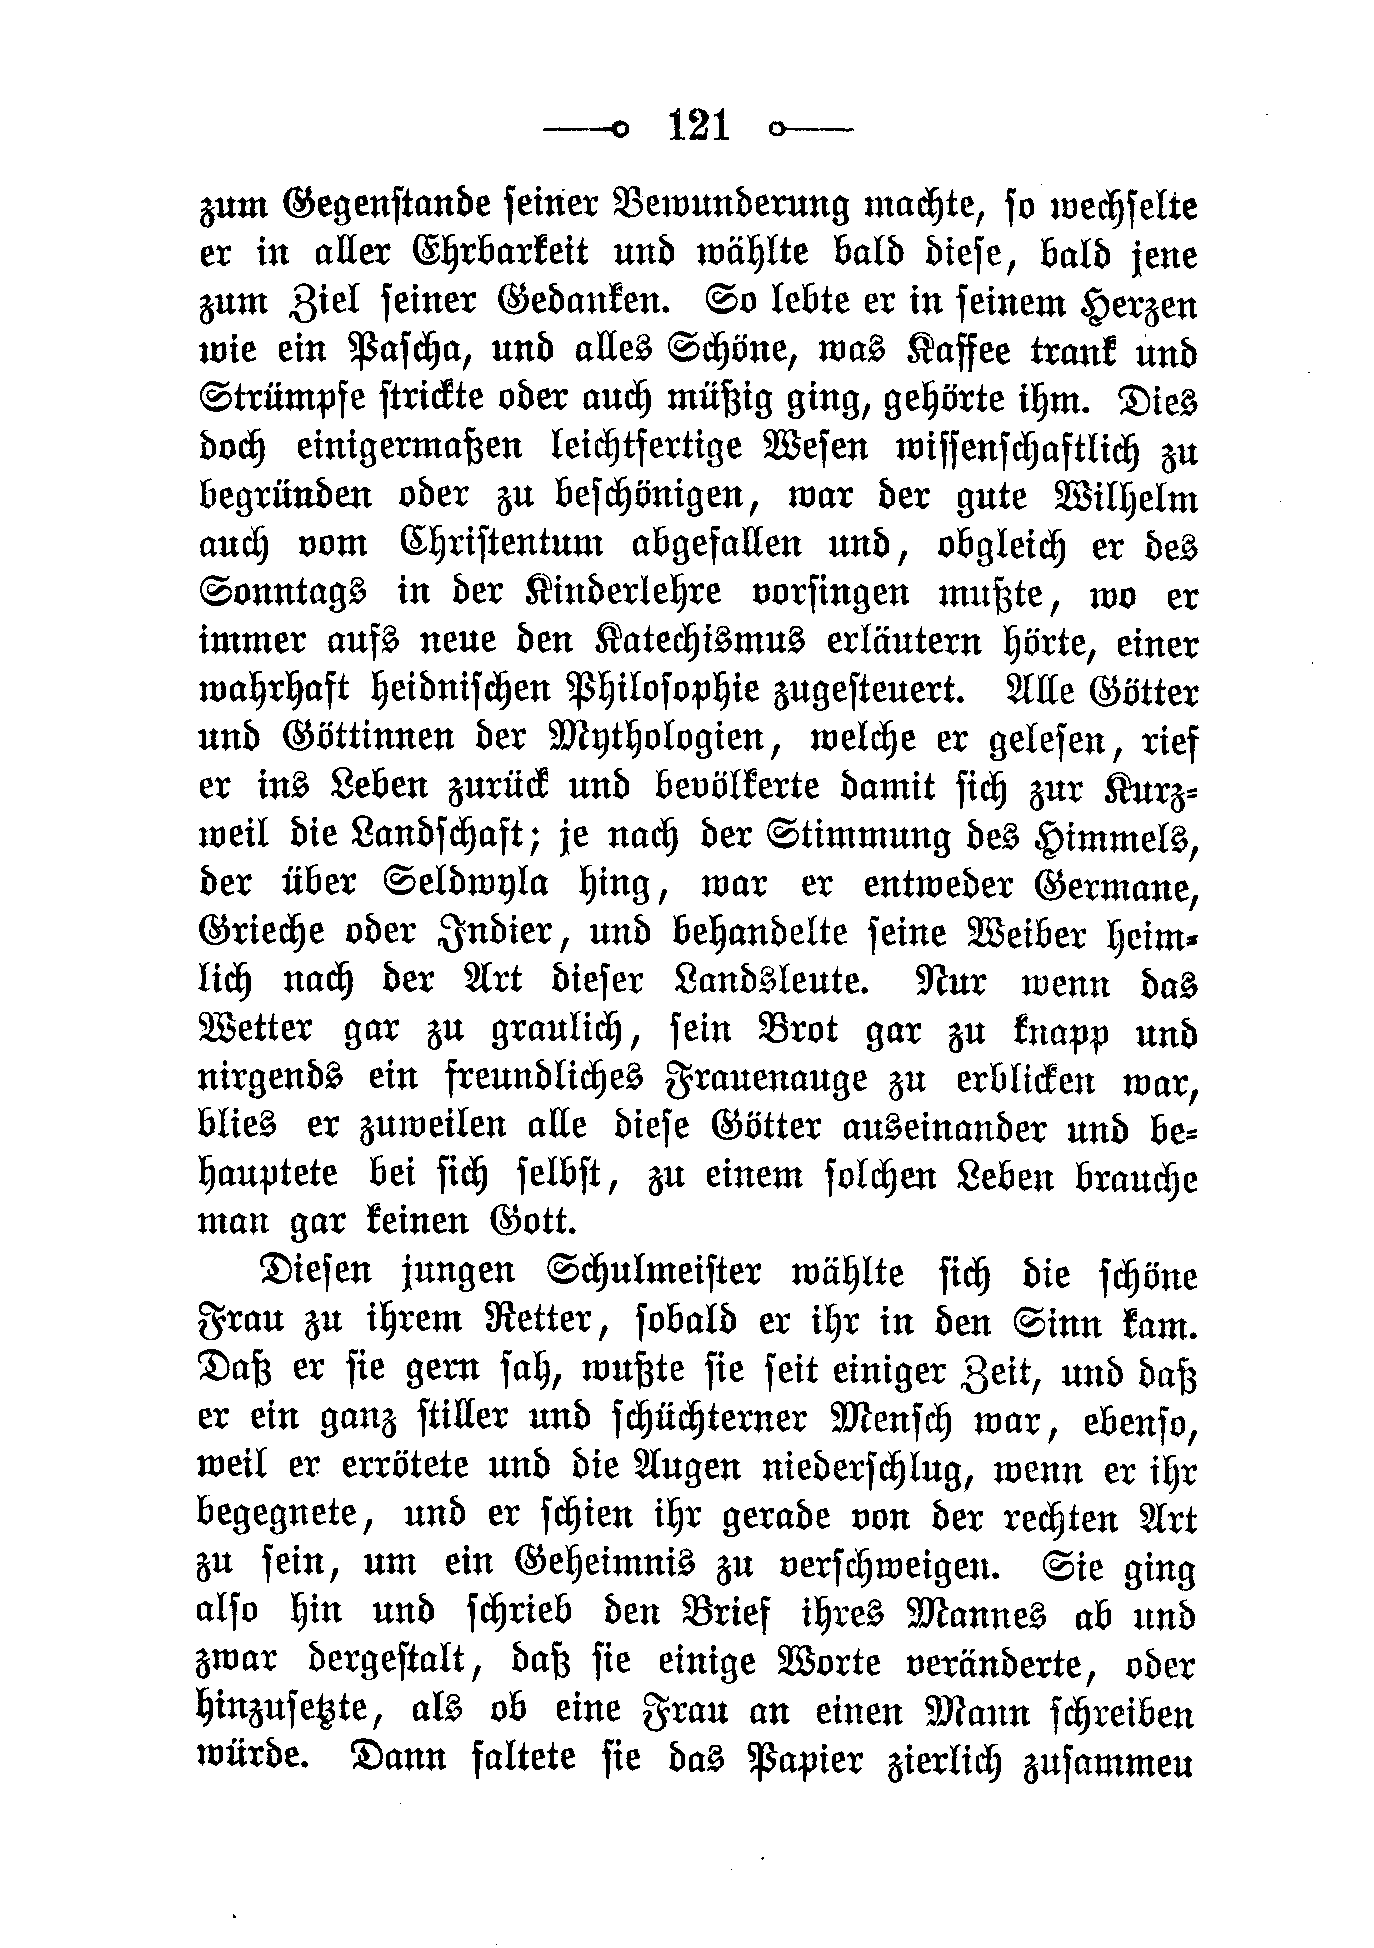 121
zum Gegenstande seiner Bewunderung machte, so wechselte
er in aller Ehrbarkeit und wählte bald diese, bald jene
zum Ziel seiner Gedanken. So lebte er in seinem Herzen
wie ein Pascha, und alles Schöne, was Kaffee trank und
Strümpfe strickte oder auch müßig ging, gehörte ihm. Dies
doch einigermaßen leichtfertige Wesen wissenschaftlich zu
begründen oder zu beschönigen, war der gute Wilhelm
auch vom Christentum abgefallen und, obgleich er des
Sonntags in der Kinderlehre vorsingen mußte, wo er
immer aufs neue den Katechismus erläutern hörte, einer
wahrhaft heidnischen Philosophie zugesteuert. Alle Götter
und Göttinnen der Mythologien, welche er gelesen, rief
er ins Leben zurück und bevölkerte damit sich zur Kurz-
weil die Landschaft; je nach der Stimmung des Himmels,
der über Seldwyla hing, war er entweder Germane,
Grieche oder Indier, und behandelte seine Weiber heim-
lich nach der Art dieser Landsleute. Nur wenn das
Wetter gar zu graulich, sein Brot gar zu knapp und
nirgends ein freundliches Frauenauge zu erblicken war,
blies er zuweilen alle diese Götter auseinander und be-
hauptete bei sich selbst, zu einem solchen Leben brauche
man gar keinen Gott.
Diesen jungen Schulmeister wählte sich die schöne
Frau zu ihrem Retter, sobald er ihr in den Sinn kam.
Daß er sie gern sah, wußte sie seit einiger Zeit, und daß
er ein ganz stiller und schüchterner Mensch war, ebenso,
weil er errötete und die Augen niederschlug, wenn er ihr
begegnete, und er schien ihr gerade von der rechten Art
zu sein, um ein Geheimnis zu verschweigen. Sie ging
also hin und schrieb den Brief ihres Mannes ab und
zwar dergestalt, daß sie einige Worte veränderte, oder
hinzusetzte, als ob eine Frau an einen Mann schreiben
würde. Dann faltete sie das Papier zierlich zusammen